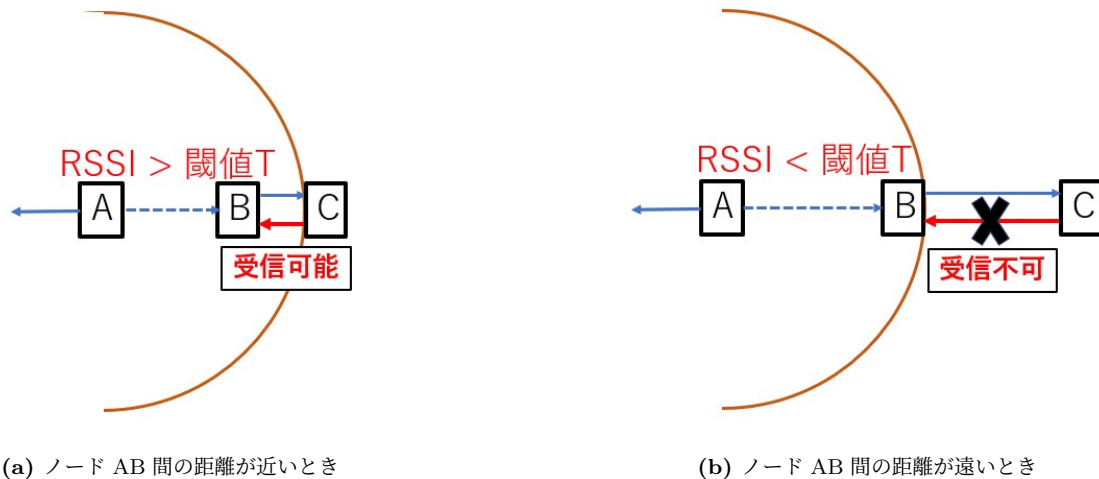 RSSI > 閾値T
A
B
C
受信可能
(a) ノード AB 間の距離が近いとき
RSSI < 閾値T
A
B
C
受信不可
(b) ノード AB 間の距離が遠いとき